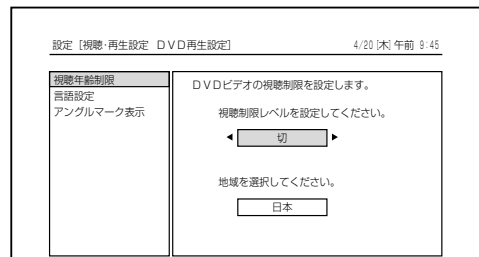 設定［視聴・再生設定　ＤＶＤ再生設定］　4/20［木］午前 9:45
視聴年齢制限
言語設定
アングルマーク表示
ＤＶＤビデオの視聴制限を設定します。
視聴制限レベルを設定してください。
切
地域を選択してください。
日本